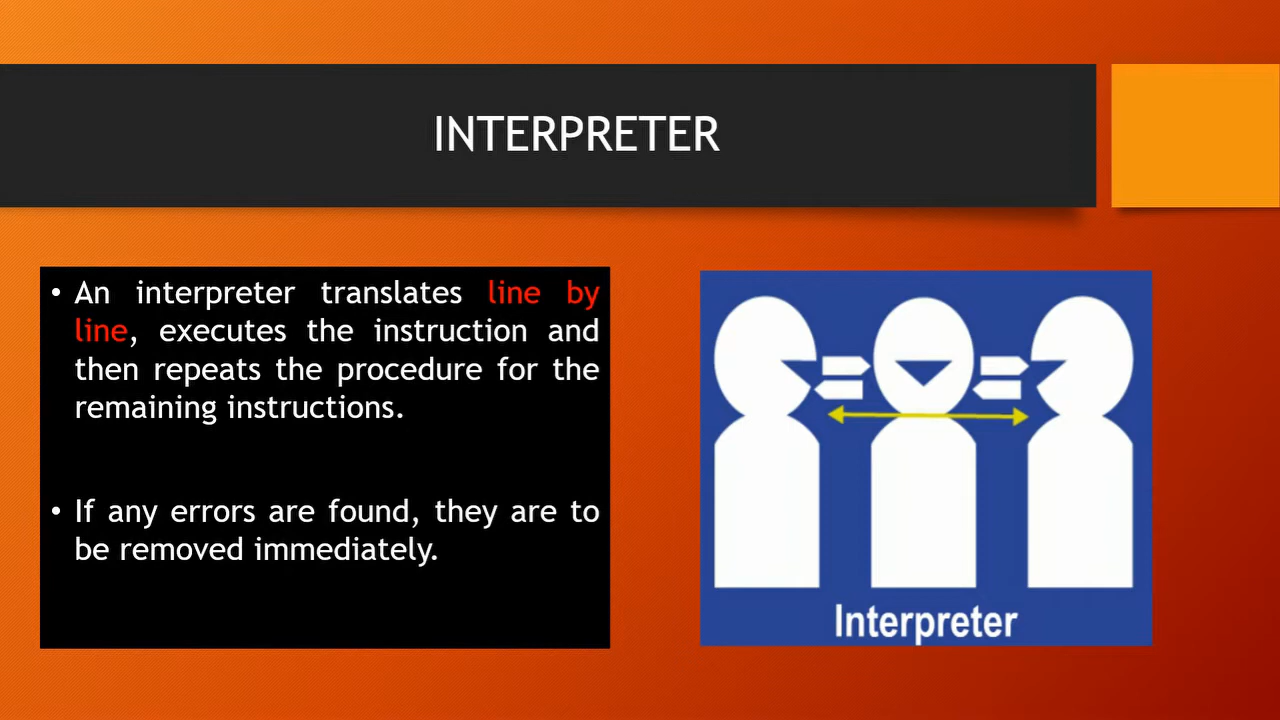 INTERPRETER
• An interpreter translates line by
line, executes the instruction and
then repeats the procedure for the
remaining instructions.
• If any errors are found, they are to
be removed immediately.
Interpreter